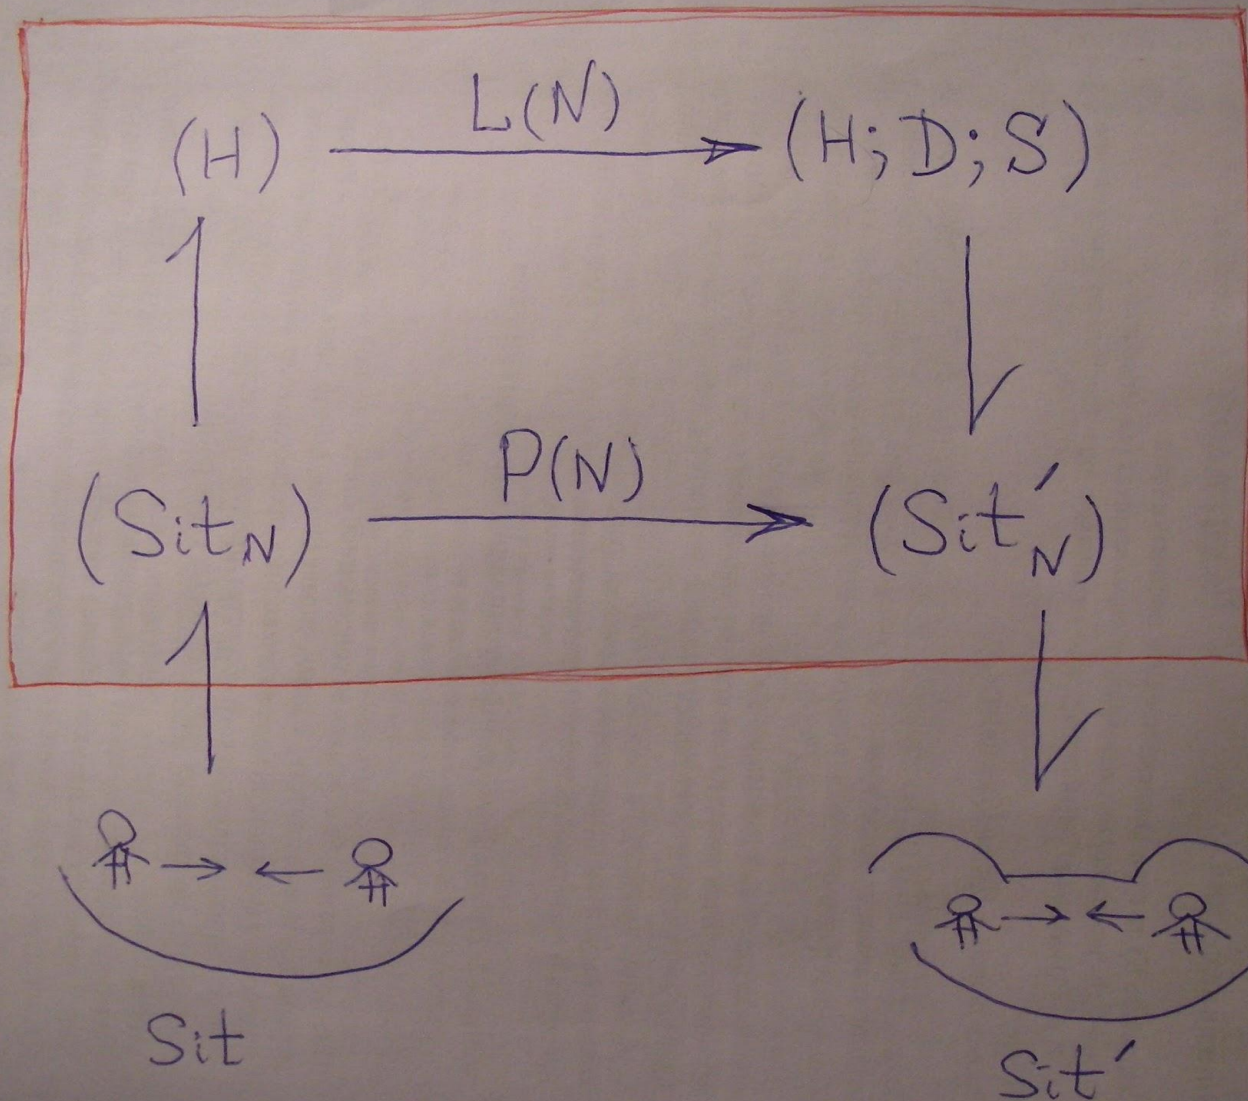 L(N)
(H) (H; D; S)
P(N)
(Sit_N) (Sit′_N)
Sit
Sit′